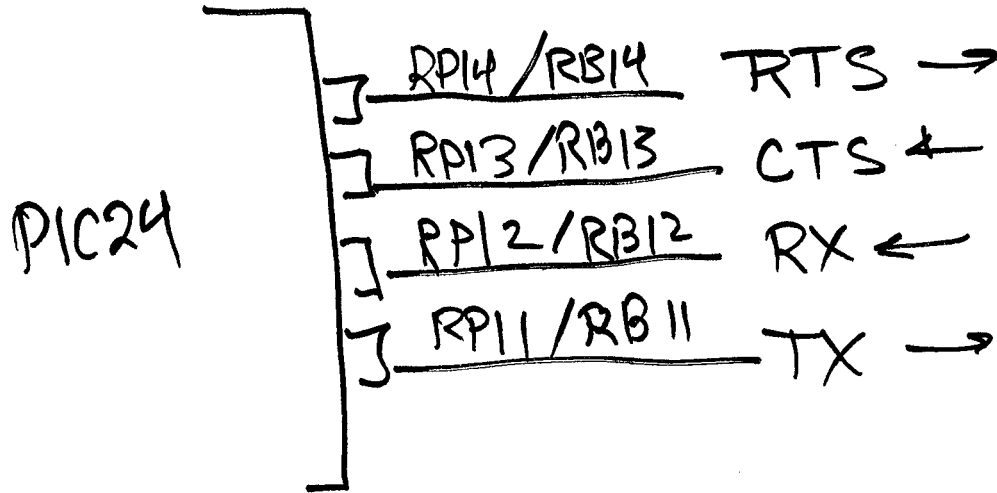 RP14/RB14 RTS →
RP13/RB13 CTS ←
PIC24
RP12/RB12 RX ←
RP11/RB11 TX →